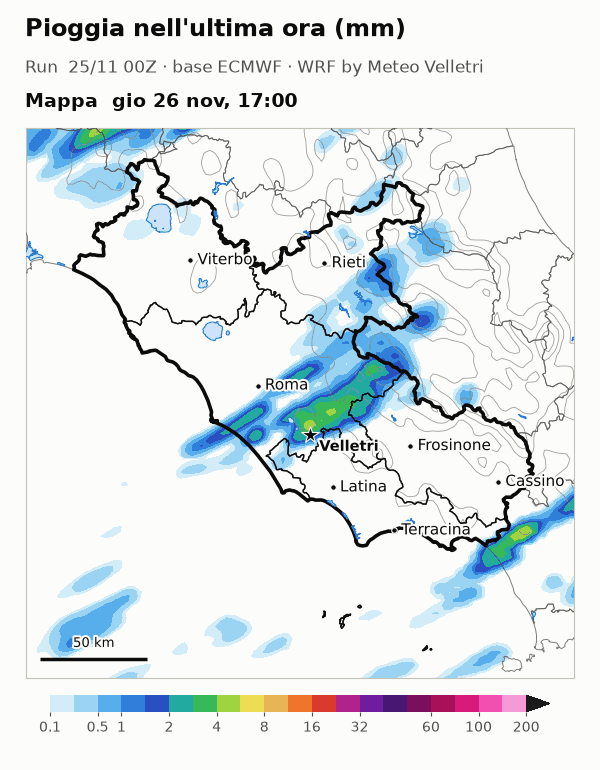 Pioggia nell'ultima ora (mm)
Run  25/11 00Z · base ECMWF · WRF by Meteo Velletri
Mappa  gio 26 nov, 17:00
Viterbo
Rieti
Roma
Velletri
Frosinone
Cassino
Latina
Terracina
50 km
0.1 0.5 1 2 4 8 16 32 60 100 200